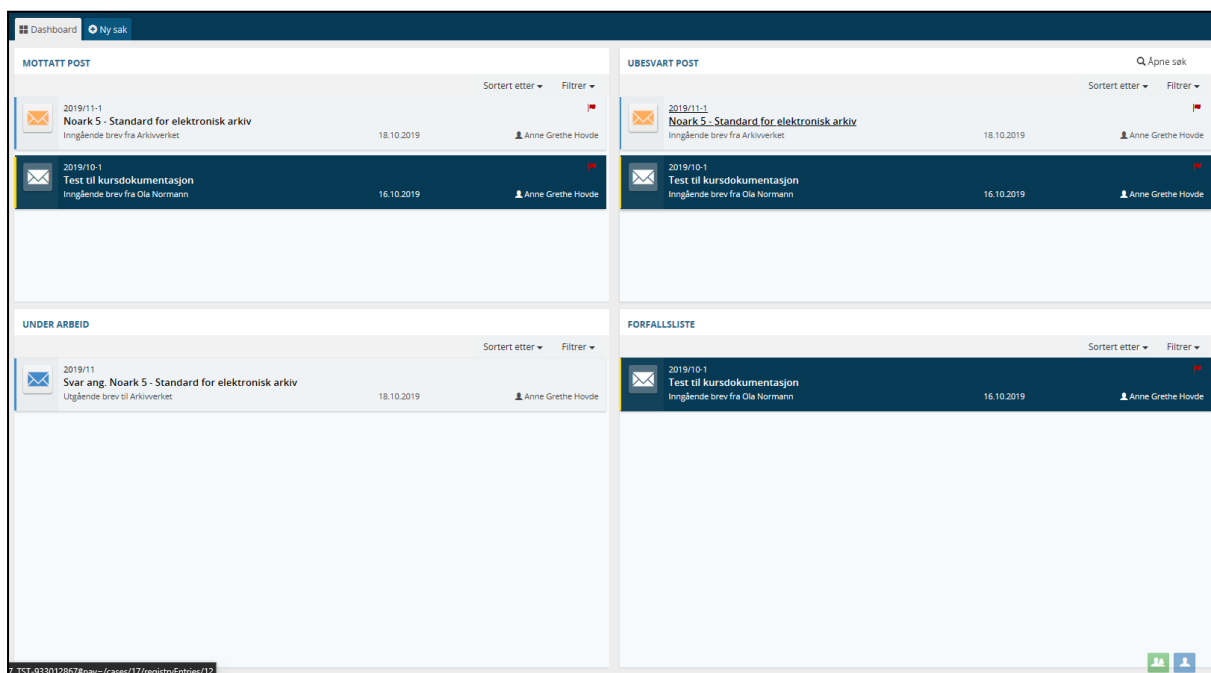 Dashboard
Ny sak
MOTTATT POST
Sortert etter
Filtrer
2019/11-1
Noark 5 - Standard for elektronisk arkiv
Inngående brev fra Arkivverket
18.10.2019
Anne Grethe Hovde
2019/10-1
Test til kursdokumentasjon
Inngående brev fra Ola Normann
16.10.2019
Anne Grethe Hovde
UBESVART POST
Åpne søk
Sortert etter
Filtrer
2019/11-1
Noark 5 - Standard for elektronisk arkiv
Inngående brev fra Arkivverket
18.10.2019
Anne Grethe Hovde
2019/10-1
Test til kursdokumentasjon
Inngående brev fra Ola Normann
16.10.2019
Anne Grethe Hovde
UNDER ARBEID
Sortert etter
Filtrer
2019/11
Svar ang. Noark 5 - Standard for elektronisk arkiv
Utgående brev til Arkivverket
18.10.2019
Anne Grethe Hovde
FORFALLSLISTE
Sortert etter
Filtrer
2019/10-1
Test til kursdokumentasjon
Inngående brev fra Ola Normann
16.10.2019
Anne Grethe Hovde
7_TST-933012867#nav=/cases/17/registryEntries/12